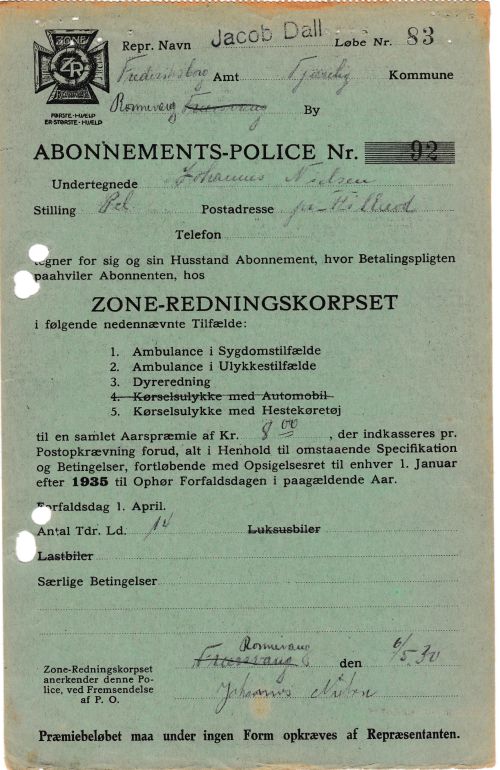 ZONE
ZR
FØRSTE·HJÆLP
ER·STØRSTE·HJÆLP
Repr. Navn Jacob Dall Løbe Nr. 83
Frederiksborg Amt Kommune
Rønnevang By
ABONNEMENTS-POLICE Nr. 92
Undertegnede Johannes Nielsen
Stilling Postadresse pr. Hillerød
Telefon
tegner for sig og sin Husstand Abonnement, hvor Betalingspligten
paahviler Abonnenten, hos
ZONE-REDNINGSKORPSET
i følgende nedennævnte Tilfælde:
1. Ambulance i Sygdomstilfælde
2. Ambulance i Ulykkestilfælde
3. Dyreredning
4. Kørselsulykke med Automobil
5. Kørselsulykke med Hestekøretøj
til en samlet Aarspræmie af Kr. 8 00, der indkasseres pr.
Postopkrævning forud, alt i Henhold til omstaaende Specifikation
og Betingelser, fortløbende med Opsigelsesret til enhver 1. Januar
efter 1935 til Ophør Forfaldsdagen i paagældende Aar.
Forfaldsdag 1. April.
Antal Tdr. Ld. 14 Luksusbiler
Lastbiler
Særlige Betingelser
Rønnevang
den 6/5.30
Zone-Redningskorpset
anerkender denne Po-
lice, ved Fremsendelse
af P. O.
Johannes Nielsen
Præmiebeløbet maa under ingen Form opkræves af Repræsentanten.